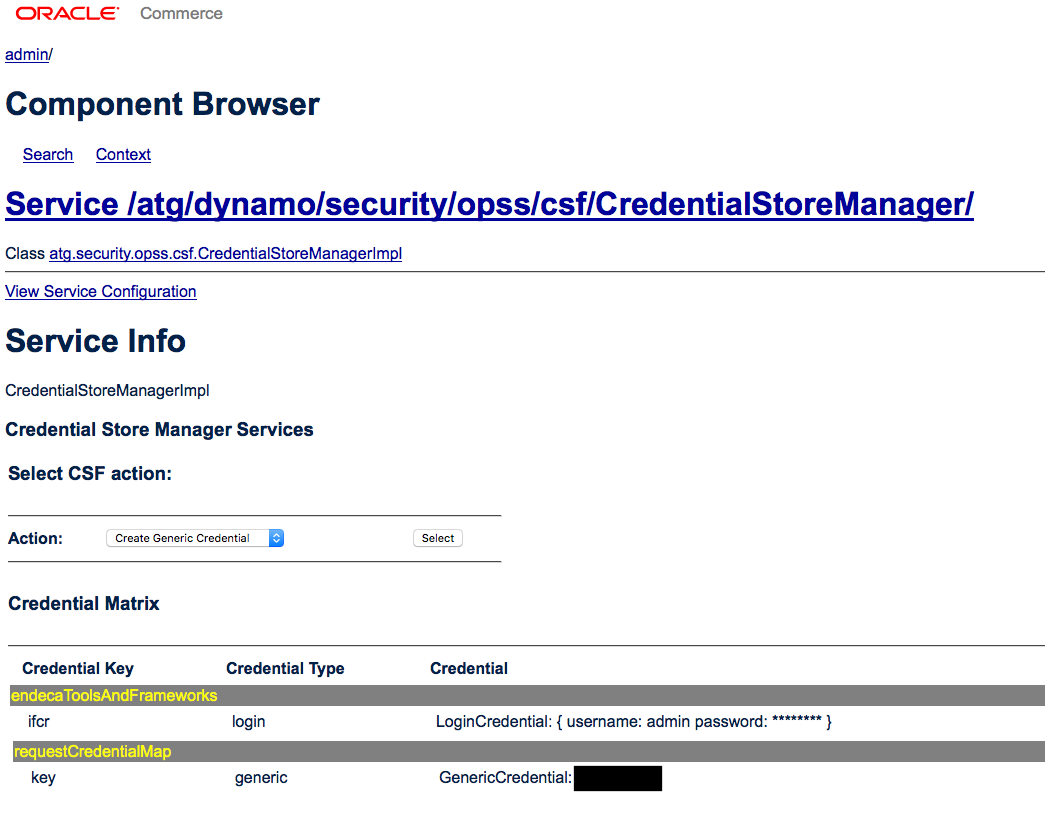 ORACLE Commerce
admin/
Component Browser
Search Context
Service /atg/dynamo/security/opss/csf/CredentialStoreManager/
Class atg.security.opss.csf.CredentialStoreManagerImpl
View Service Configuration
Service Info
CredentialStoreManagerImpl
Credential Store Manager Services
Select CSF action:
Action: Create Generic Credential Select
Credential Matrix
Credential Key Credential Type Credential
endecaToolsAndFrameworks
ifcr login LoginCredential: { username: admin password: ******** }
requestCredentialMap
key generic GenericCredential: